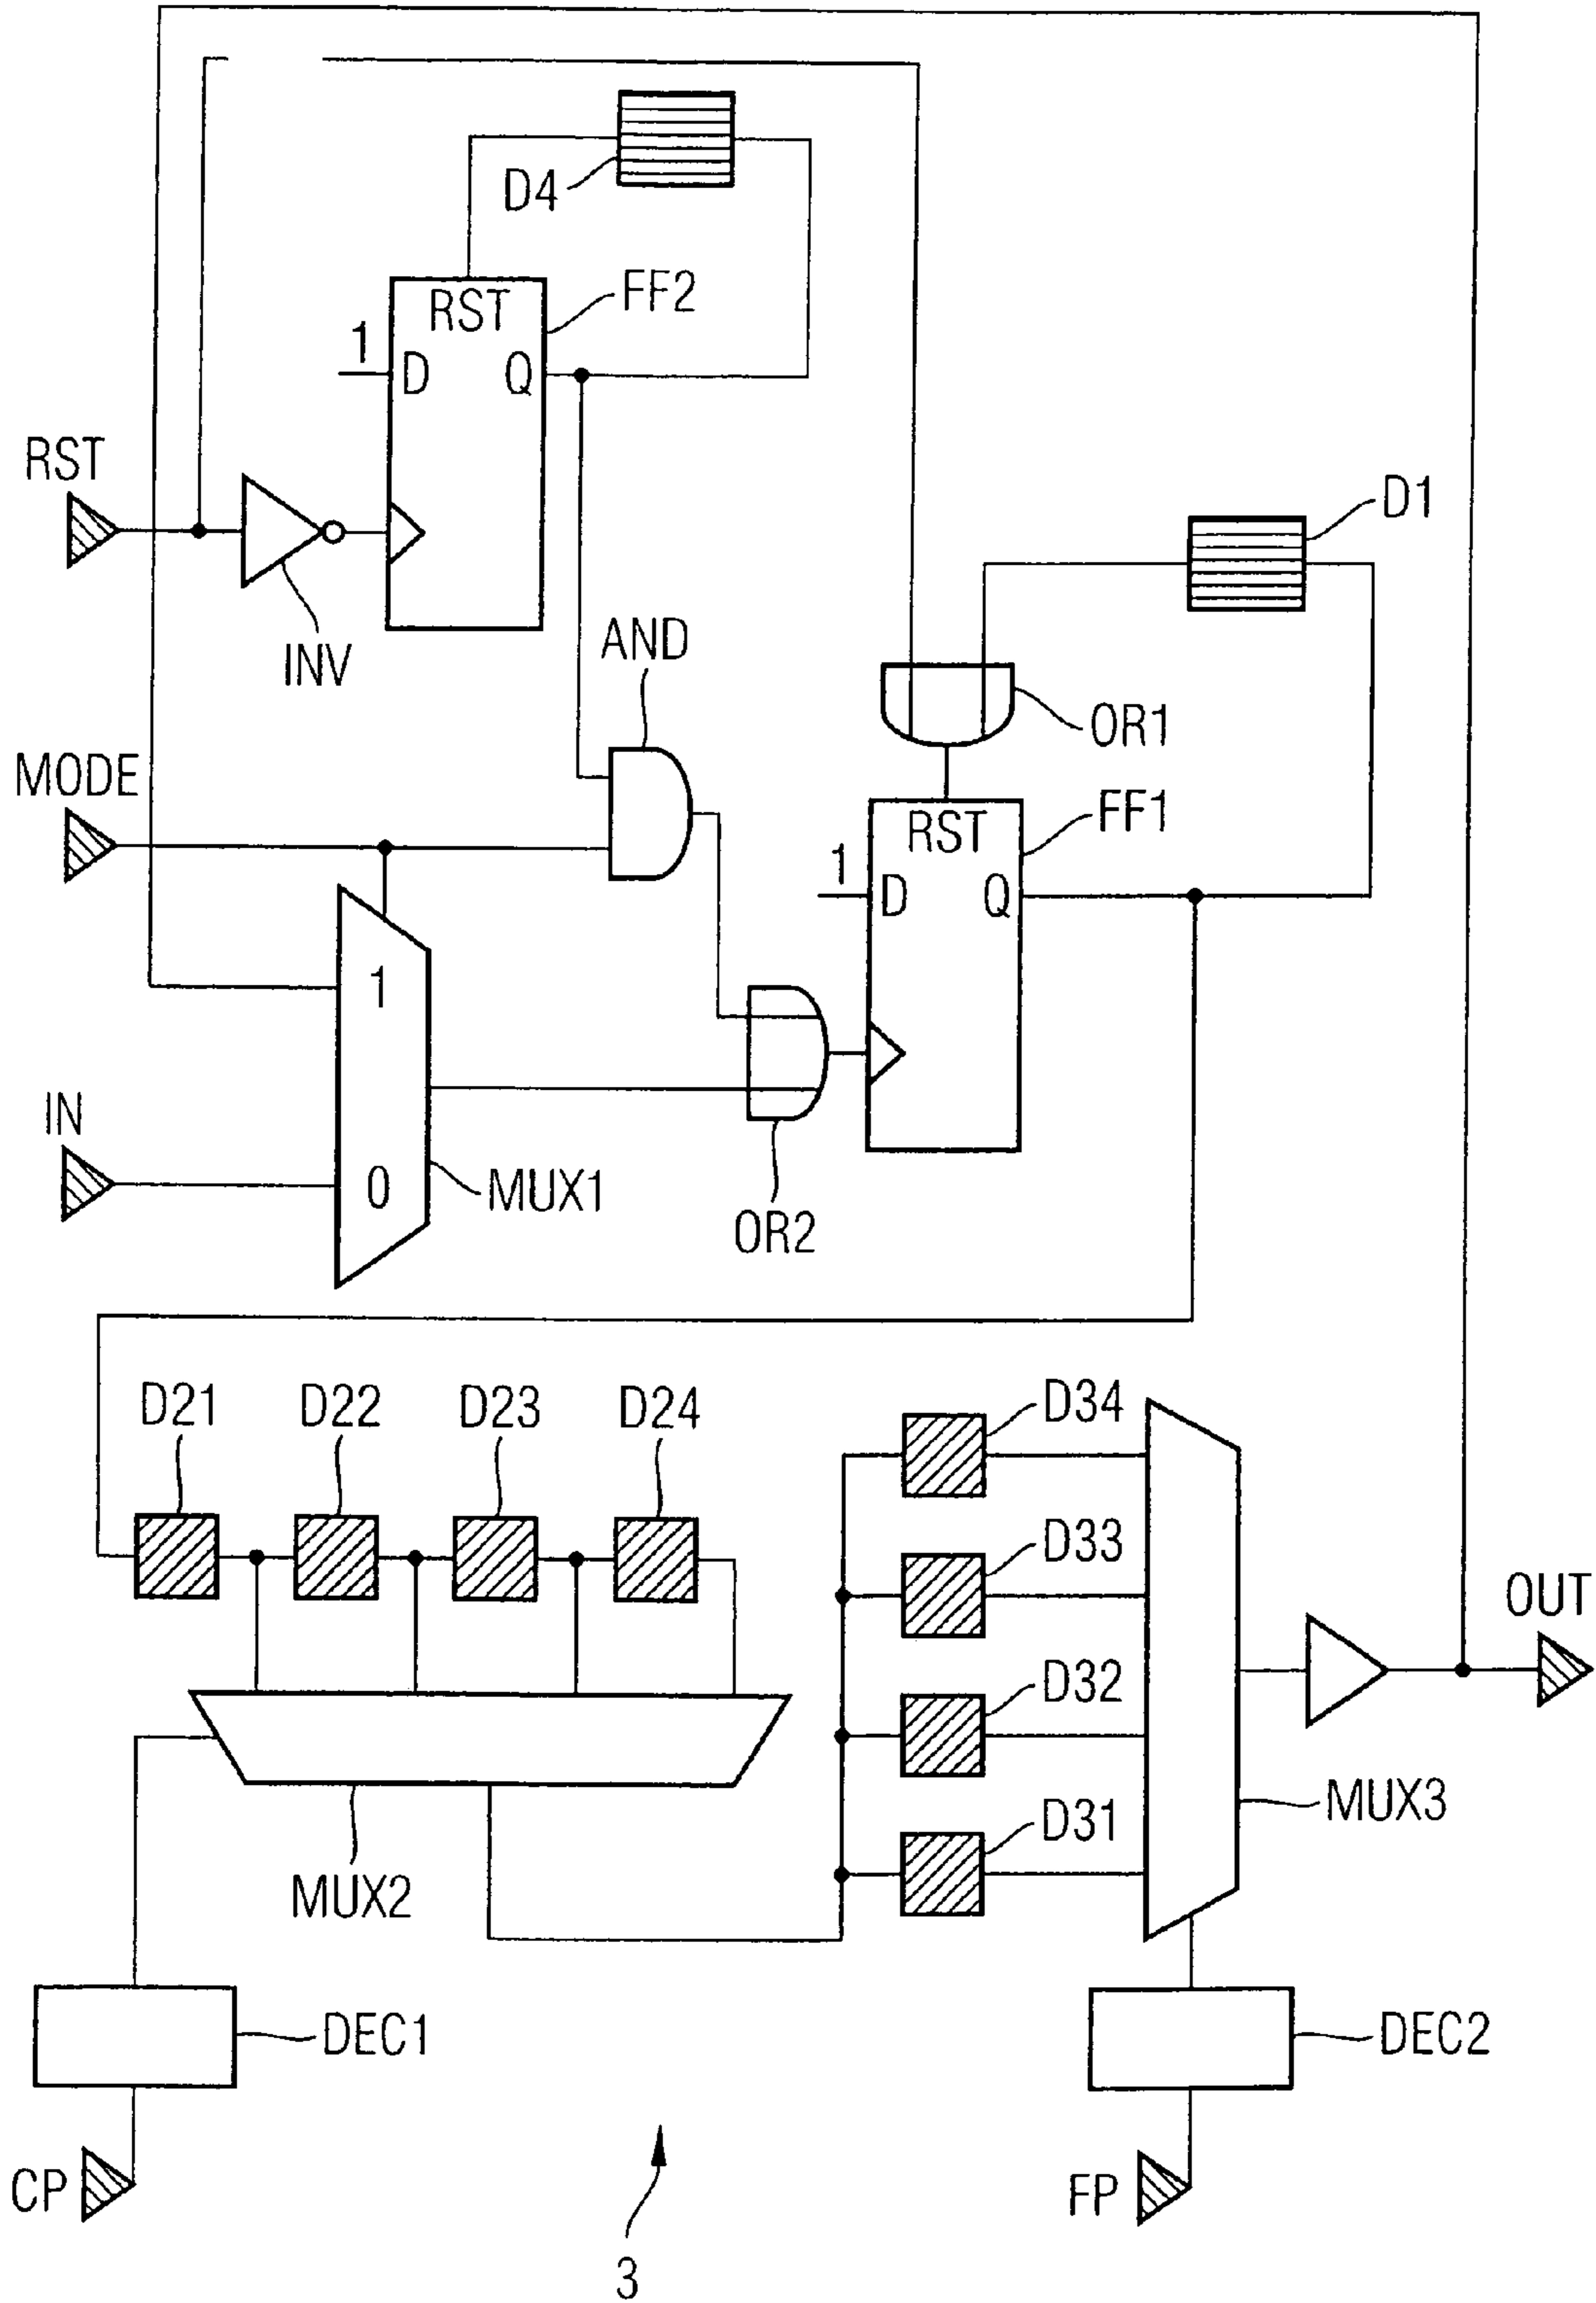 D4
RST
FF2
1
D
Q
RST
D1
INV
AND
OR1
MODE
FF1
RST
1
D
Q
1
IN
0
MUX1
OR2
D21
D22
D23
D24
D34
D33
OUT
D32
D31
MUX3
MUX2
DEC1
DEC2
CP
FP
3